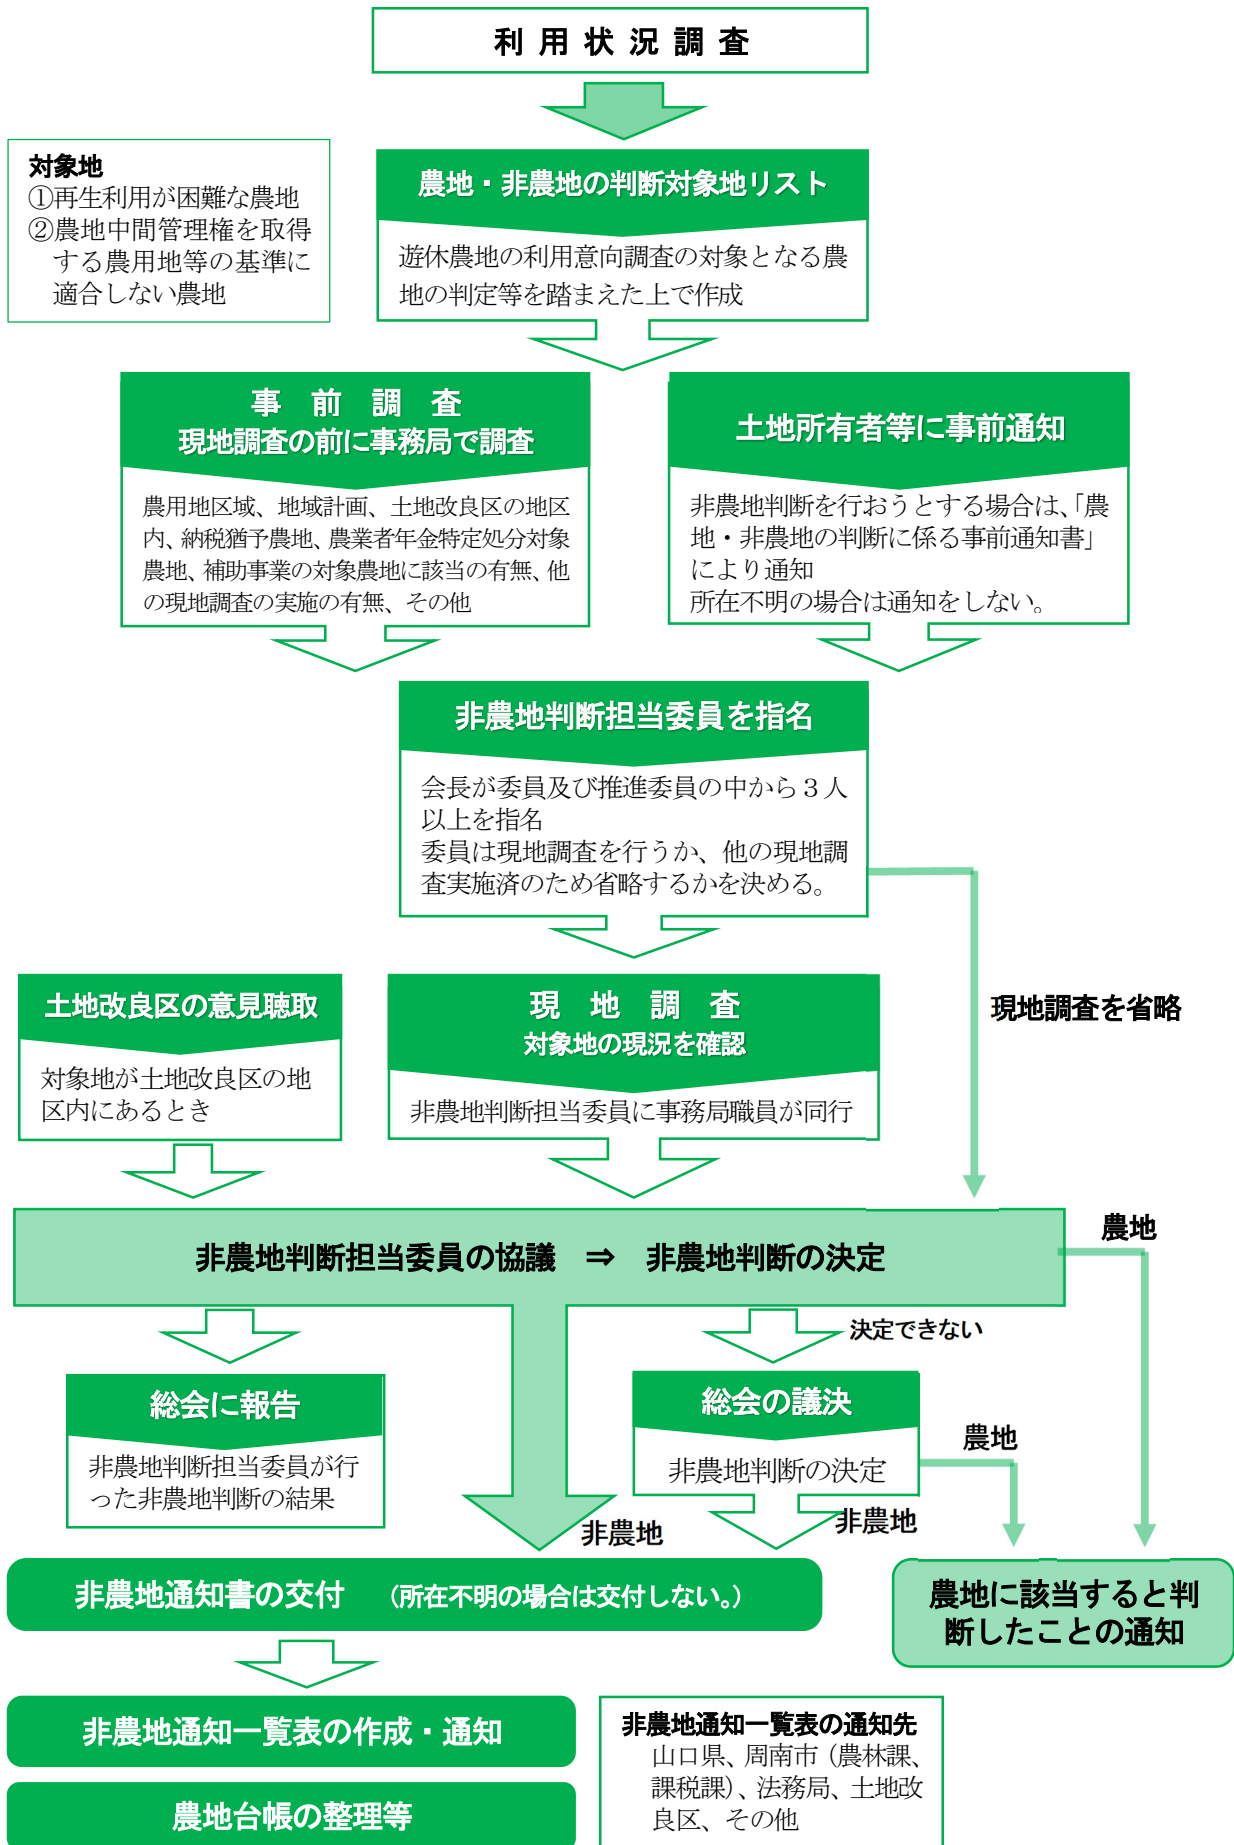 利用状況調査
対象地
①再生利用が困難な農地
②農地中間管理権を取得
する農用地等の基準に
適合しない農地
農地・非農地の判断対象地リスト
遊休農地の利用意向調査の対象となる農
地の判定等を踏まえた上で作成
事前調査
現地調査の前に事務局で調査
農用地区域、地域計画、土地改良区の地区
内、納税猶予農地、農業者年金特定処分対象
農地、補助事業の対象農地に該当の有無、他
の現地調査の実施の有無、その他
土地所有者等に事前通知
非農地判断を行おうとする場合は、「農
地・非農地の判断に係る事前通知書」
により通知
所在不明の場合は通知をしない。
非農地判断担当委員を指名
会長が委員及び推進委員の中から３人
以上を指名
委員は現地調査を行うか、他の現地調
査実施済のため省略するかを決める。
土地改良区の意見聴取
対象地が土地改良区の地
区内にあるとき
現地調査
対象地の現況を確認
非農地判断担当委員に事務局職員が同行
現地調査を省略
非農地判断担当委員の協議 ⇒ 非農地判断の決定
農地
決定できない
総会に報告
非農地判断担当委員が行
った非農地判断の結果
総会の議決
非農地判断の決定
農地
非農地
非農地
非農地通知書の交付 （所在不明の場合は交付しない。）
農地に該当すると判
断したことの通知
非農地通知一覧表の作成・通知
農地台帳の整理等
非農地通知一覧表の通知先
山口県、周南市（農林課、
課税課）、法務局、土地改
良区、その他